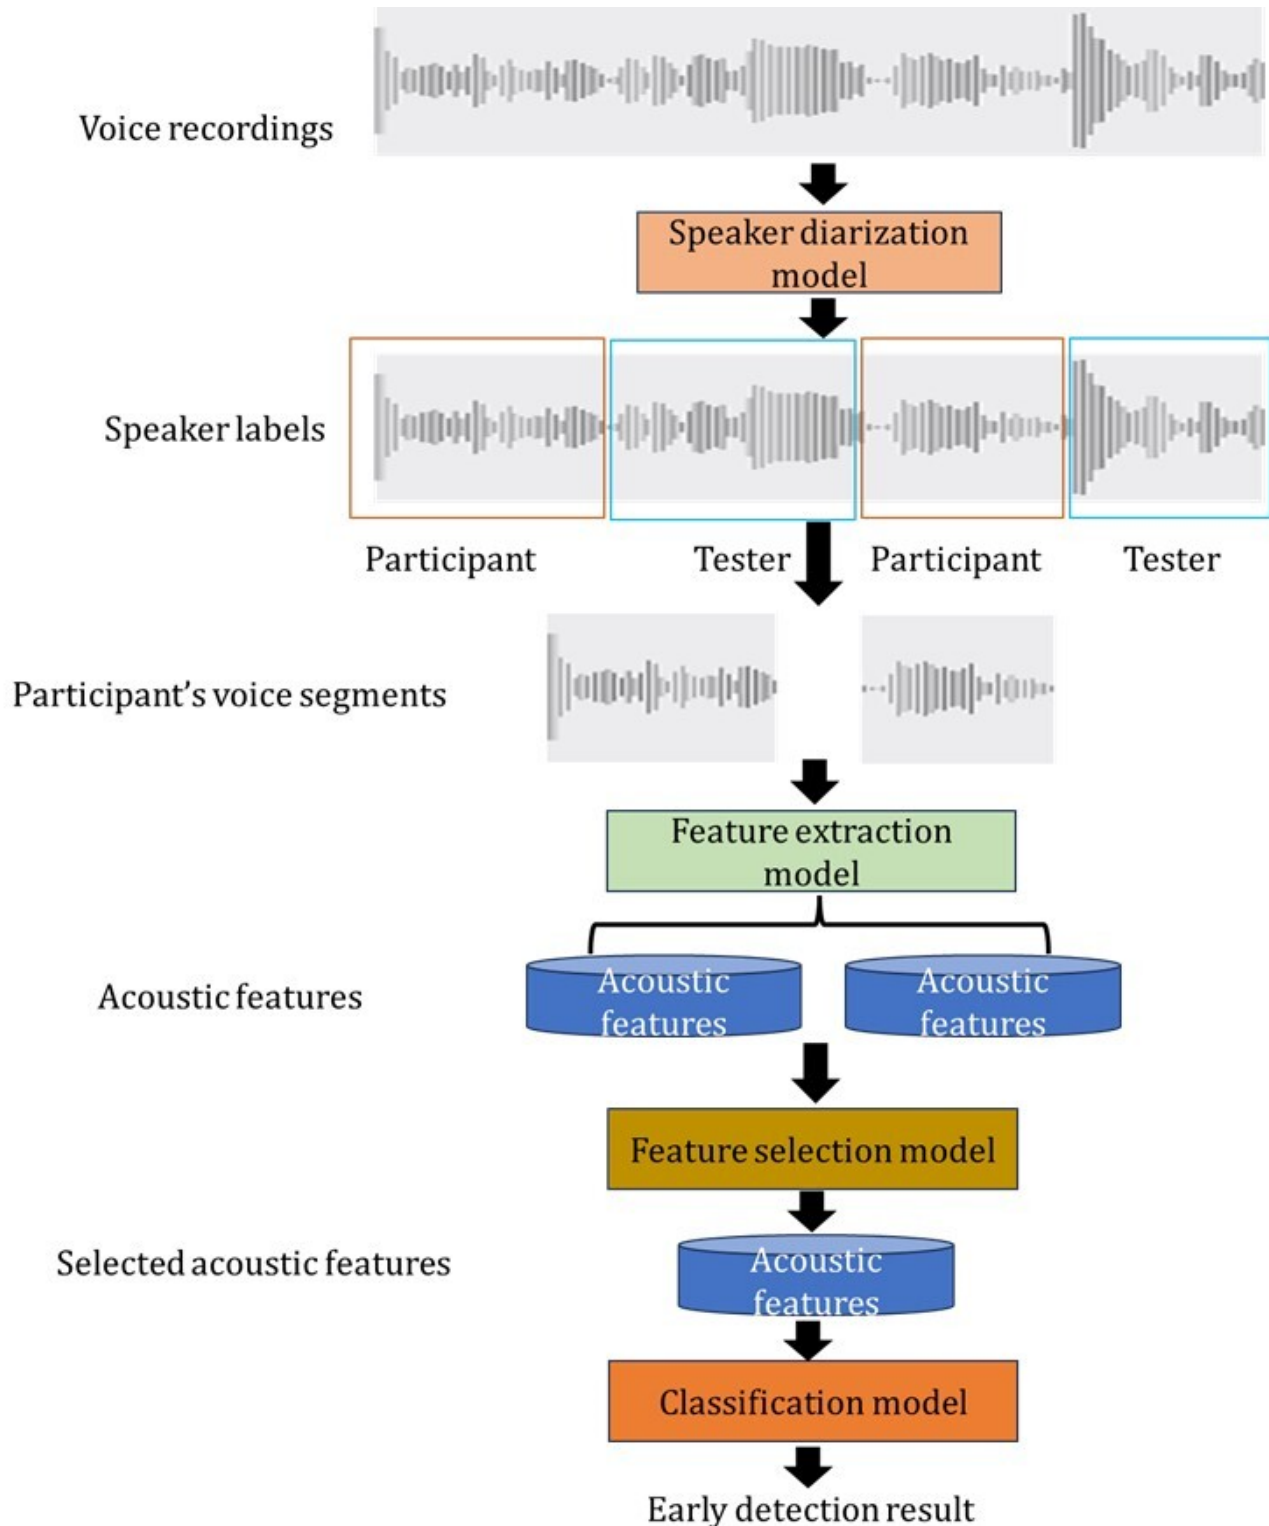 Voice recordings
Speaker diarization
model
Speaker labels
Participant
Tester
Participant
Tester
Participant's voice segments
Feature extraction
model
Acoustic features
Acoustic
features
Acoustic
features
Feature selection model
Selected acoustic features
Acoustic
features
Classification model
Early detection result